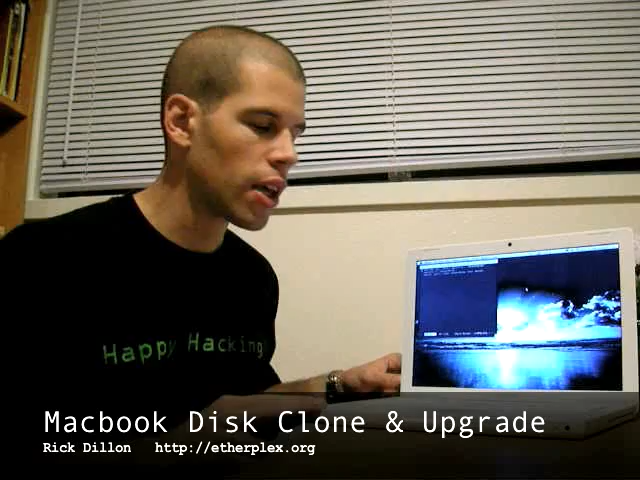 Happy Hacking
Macbook Disk Clone & Upgrade
Rick Dillon http://etherplex.org